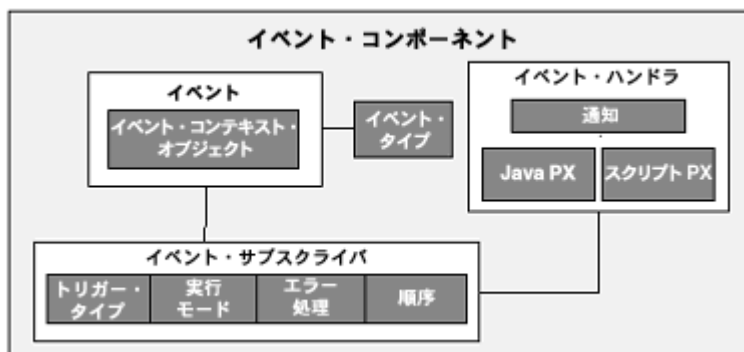 イベント・コンポーネント
イベント
イベント・コンテキスト・
オブジェクト
イベント・
タイプ
イベント・ハンドラ
通知
Java PX
スクリプト PX
イベント・サブスクライバ
トリガー・
タイプ
実行
モード
エラー
処理
順序